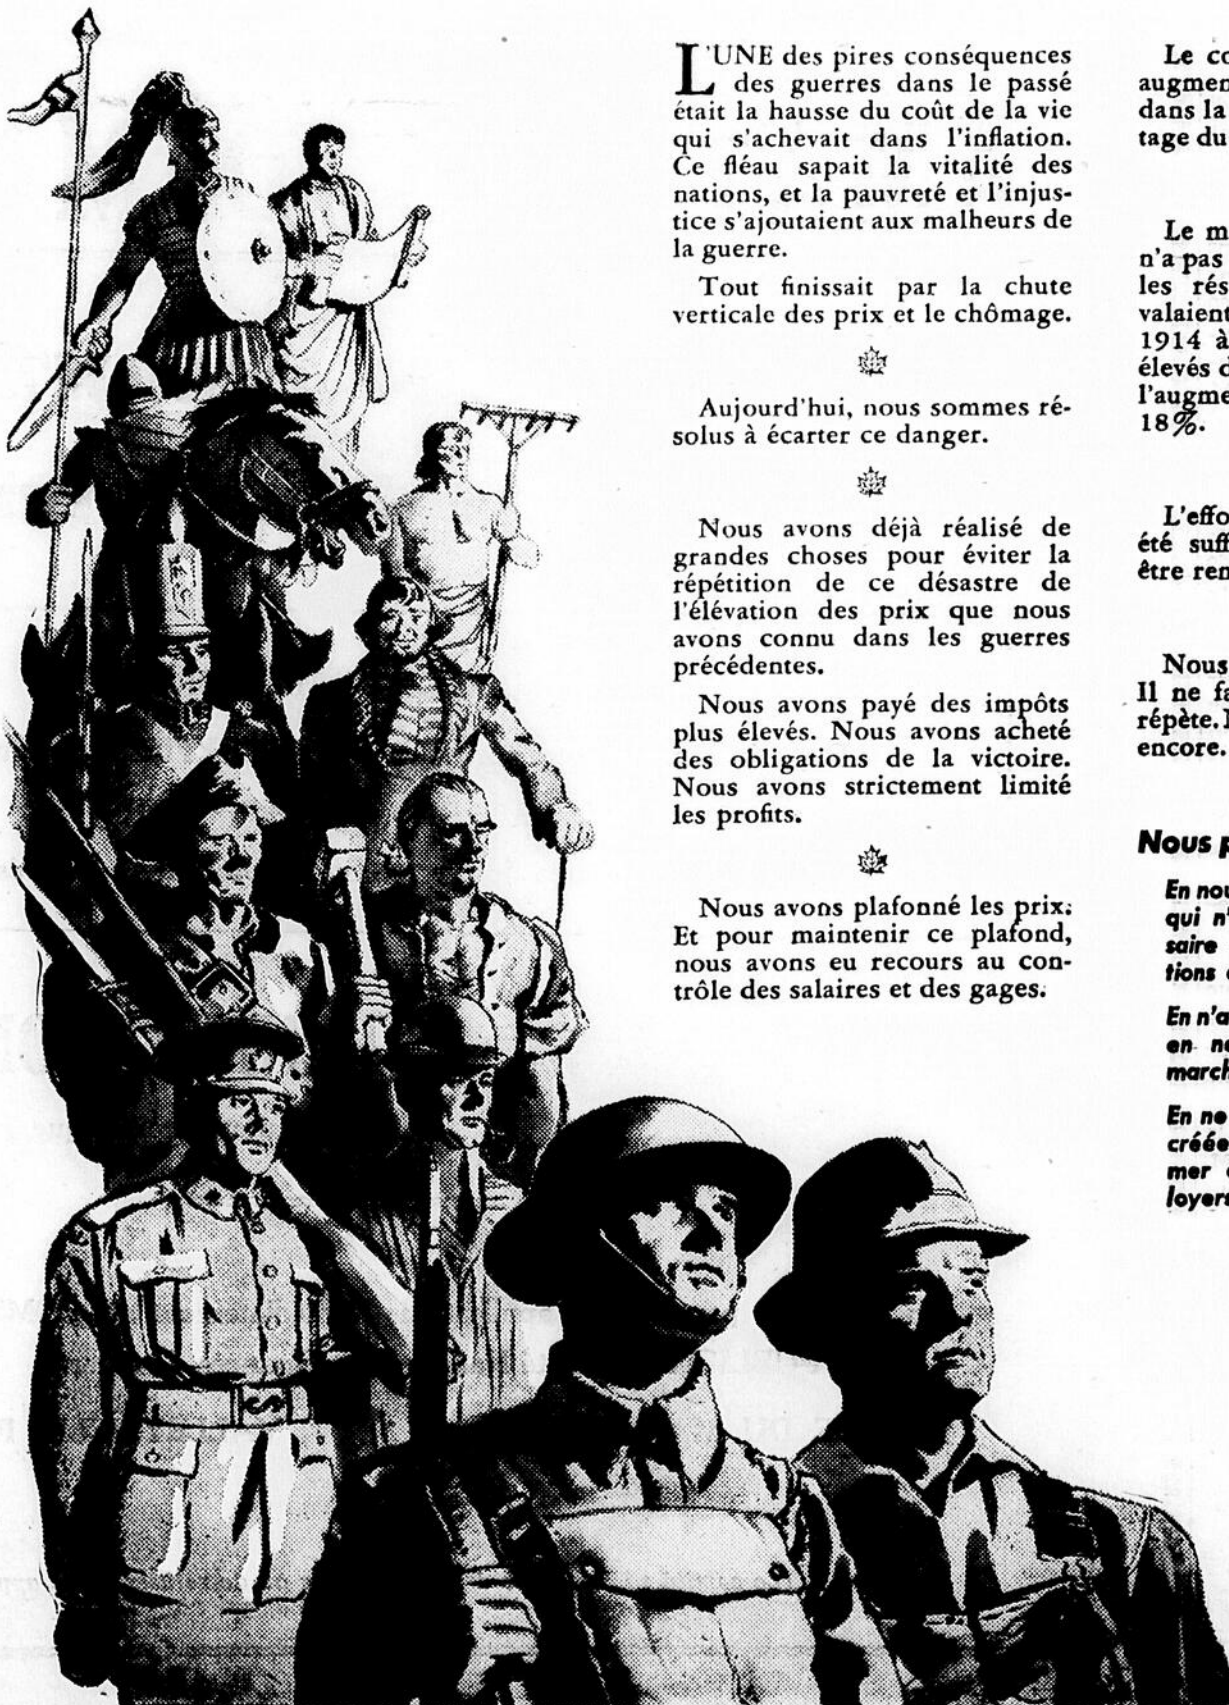 L'UNE des pires conséquences
des guerres dans le passé
était la hausse du coût de la vie
qui s'achevait dans l'inflation.
Ce fléau sapait la vitalité des
nations, et la pauvreté et l'injus-
tice s'ajoutaient aux malheurs de
la guerre.
Tout finissait par la chute
verticale des prix et le chômage.
Aujourd'hui, nous sommes ré-
solus à écarter ce danger.
Nous avons déjà réalisé de
grandes choses pour éviter la
répétition de ce désastre de
l'élévation des prix que nous
avons connu dans les guerres
précédentes.
Nous avons payé des impôts
plus élevés. Nous avons acheté
des obligations de la victoire.
Nous avons strictement limité
les profits.
Nous avons plafonné les prix.
Et pour maintenir ce plafond,
nous avons eu recours au con-
trôle des salaires et des gages.
Le co
augmen
dans la
tage du
Le m
n'a pas
les rés
valaient
1914 à
élevés d
l'augme
18%.
L'effo
été suff
être ren
Nous
Il ne fa
répète.
encore.
Nous p
En nou
qui n'
saire
tions
En n'a
en ne
march
En ne
créée
mer
loyers